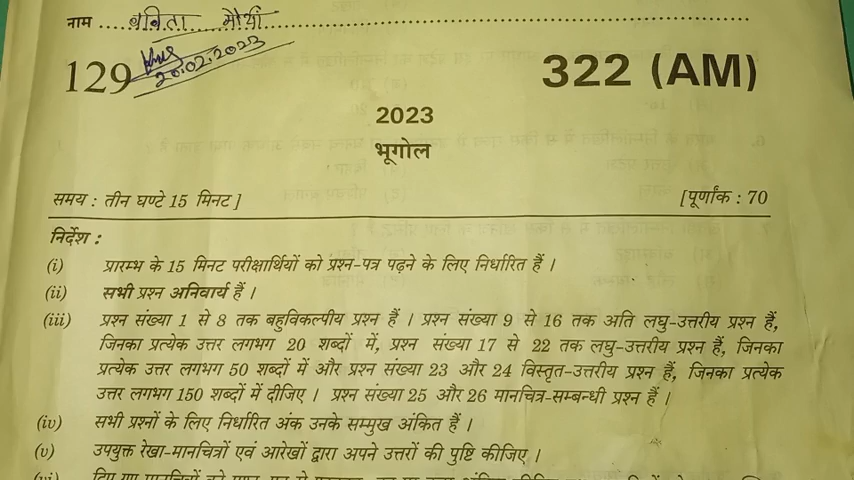 नाम
129 20.02.2023 322 (AM)
2023
भूगोल
समय : तीन घण्टे 15 मिनट ] [पूर्णांक : 70
निर्देश :
(i) प्रारम्भ के 15 मिनट परीक्षार्थियों को प्रश्न-पत्र पढ़ने के लिए निर्धारित हैं ।
(ii) सभी प्रश्न अनिवार्य हैं ।
(iii) प्रश्न संख्या 1 से 8 तक बहुविकल्पीय प्रश्न हैं । प्रश्न संख्या 9 से 16 तक अति लघु-उत्तरीय प्रश्न हैं,
जिनका प्रत्येक उत्तर लगभग 20 शब्दों में, प्रश्न संख्या 17 से 22 तक लघु-उत्तरीय प्रश्न हैं, जिनका
प्रत्येक उत्तर लगभग 50 शब्दों में और प्रश्न संख्या 23 और 24 विस्तृत-उत्तरीय प्रश्न हैं, जिनका प्रत्येक
उत्तर लगभग 150 शब्दों में दीजिए । प्रश्न संख्या 25 और 26 मानचित्र-सम्बन्धी प्रश्न हैं ।
(iv) सभी प्रश्नों के लिए निर्धारित अंक उनके सम्मुख अंकित हैं ।
(v) उपयुक्त रेखा-मानचित्रों एवं आरेखों द्वारा अपने उत्तरों की पुष्टि कीजिए ।